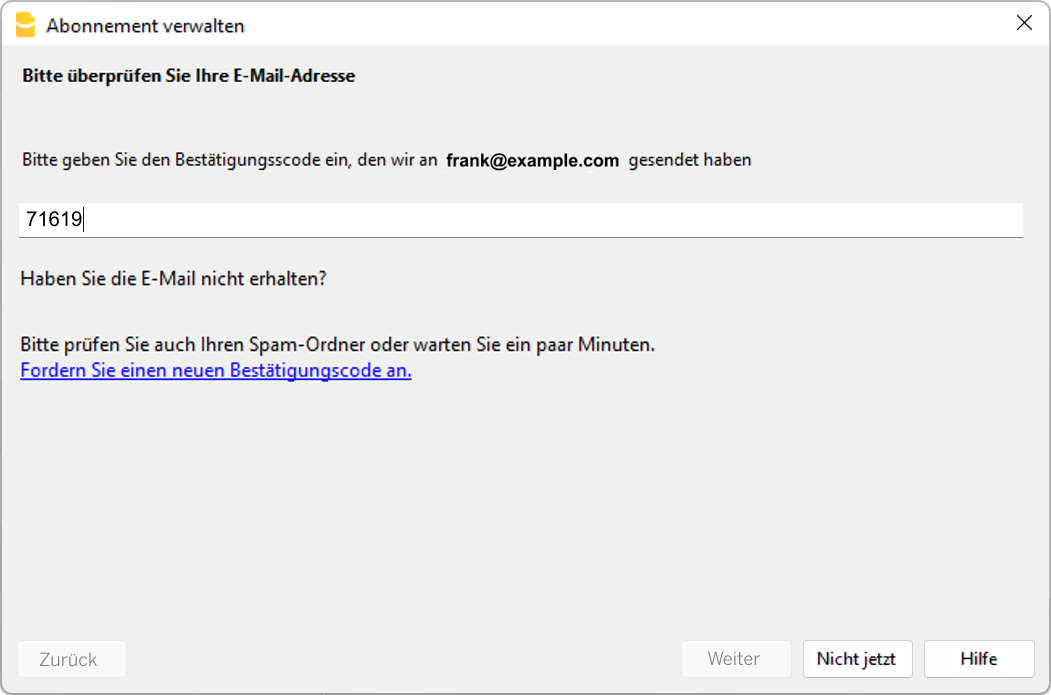 Abonnement verwalten
Bitte überprüfen Sie Ihre E-Mail-Adresse
Bitte geben Sie den Bestätigungsscode ein, den wir an frank@example.com gesendet haben
71619
Haben Sie die E-Mail nicht erhalten?
Bitte prüfen Sie auch Ihren Spam-Ordner oder warten Sie ein paar Minuten.
Fordern Sie einen neuen Bestätigungscode an.
Zurück Weiter Nicht jetzt Hilfe